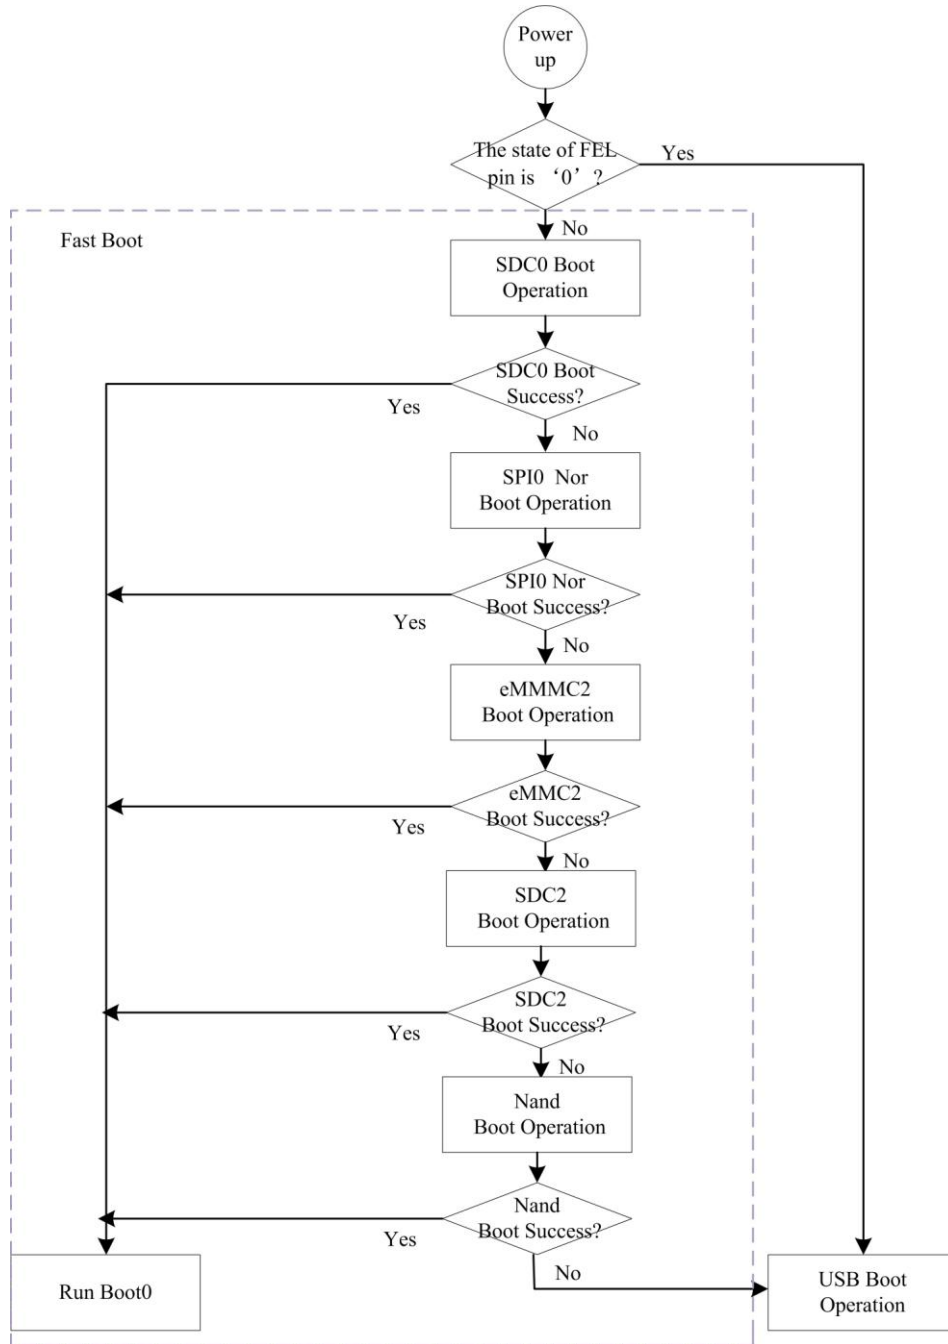 Power
up
The state of FEL
pin is ‘0’ ?
Yes
No
Fast Boot
SDC0 Boot
Operation
SDC0 Boot
Success?
Yes
No
SPI0 Nor
Boot Operation
SPI0 Nor
Boot Success?
Yes
No
eMMMC2
Boot Operation
eMMC2
Boot Success?
Yes
No
SDC2
Boot Operation
SDC2
Boot Success?
Yes
No
Nand
Boot Operation
Nand
Boot Success?
Yes
No
Run Boot0
USB Boot
Operation